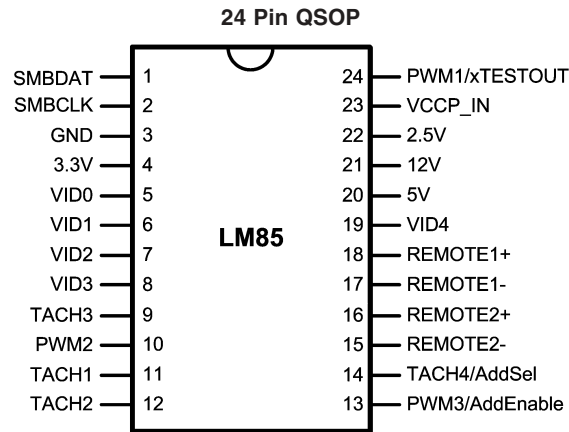 24 Pin QSOP
SMBDAT 1 24 PWM1/xTESTOUT
SMBCLK 2 23 VCCP_IN
GND 3 22 2.5V
3.3V 4 21 12V
VID0 5 20 5V
VID1 6 19 VID4
LM85
VID2 7 18 REMOTE1+
VID3 8 17 REMOTE1-
TACH3 9 16 REMOTE2+
PWM2 10 15 REMOTE2-
TACH1 11 14 TACH4/AddSel
TACH2 12 13 PWM3/AddEnable